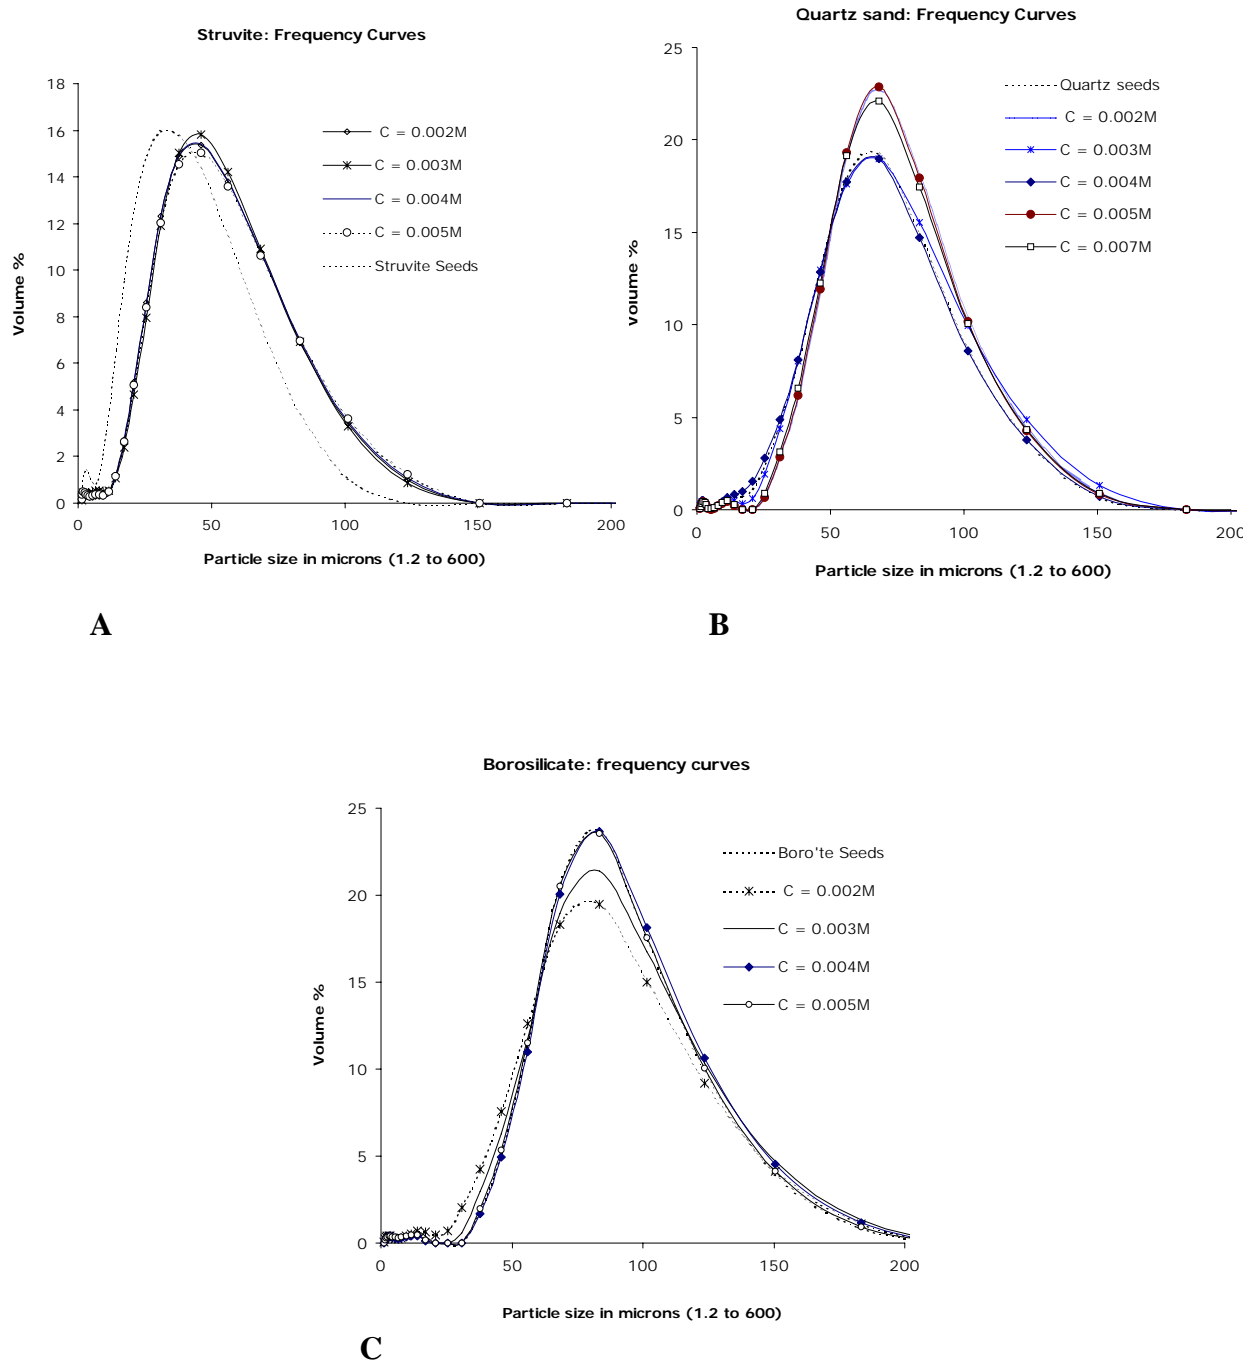 Struvite: Frequency Curves
18
16
14
12
10
8
6
4
2
0
Volume %
0 50 100 150 200
Particle size in microns (1.2 to 600)
C = 0.002M
C = 0.003M
C = 0.004M
C = 0.005M
Struvite Seeds
A
Quartz sand: Frequency Curves
25
20
15
10
5
0
Volume %
0 50 100 150 200
Particle size in microns (1.2 to 600)
Quartz seeds
C = 0.002M
C = 0.003M
C = 0.004M
C = 0.005M
C = 0.007M
B
Borosilicate: frequency curves
25
20
15
10
5
0
Volume %
0 50 100 150 200
Particle size in microns (1.2 to 600)
Boro'te Seeds
C = 0.002M
C = 0.003M
C = 0.004M
C = 0.005M
C